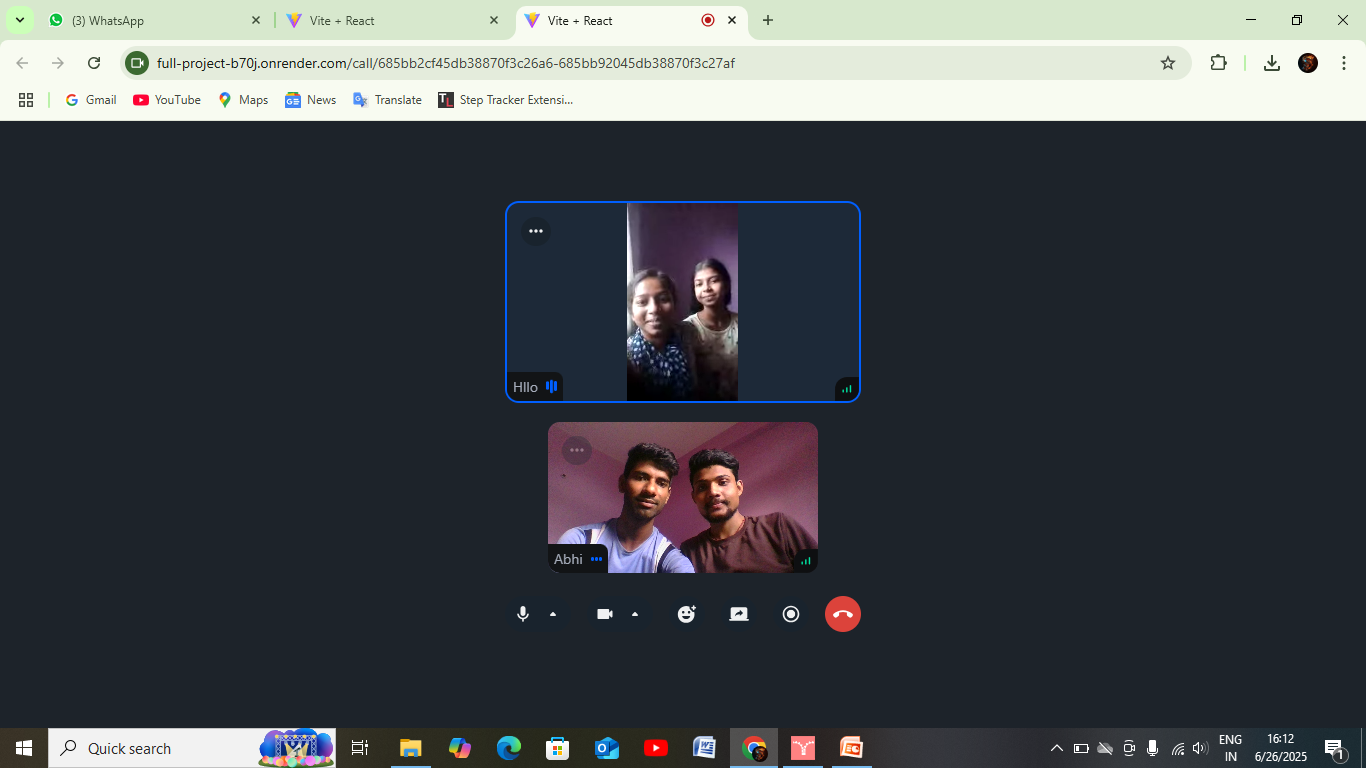 (3) WhatsApp
Vite + React
Vite + React
full-project-b70j.onrender.com/call/685bb2cf45db38870f3c26a6-685bb92045db38870f3c27af
Gmail
YouTube
Maps
News
Translate
Step Tracker Extensi...
Hllo
Abhi
Quick search
ENG
IN
16:12
6/26/2025
1